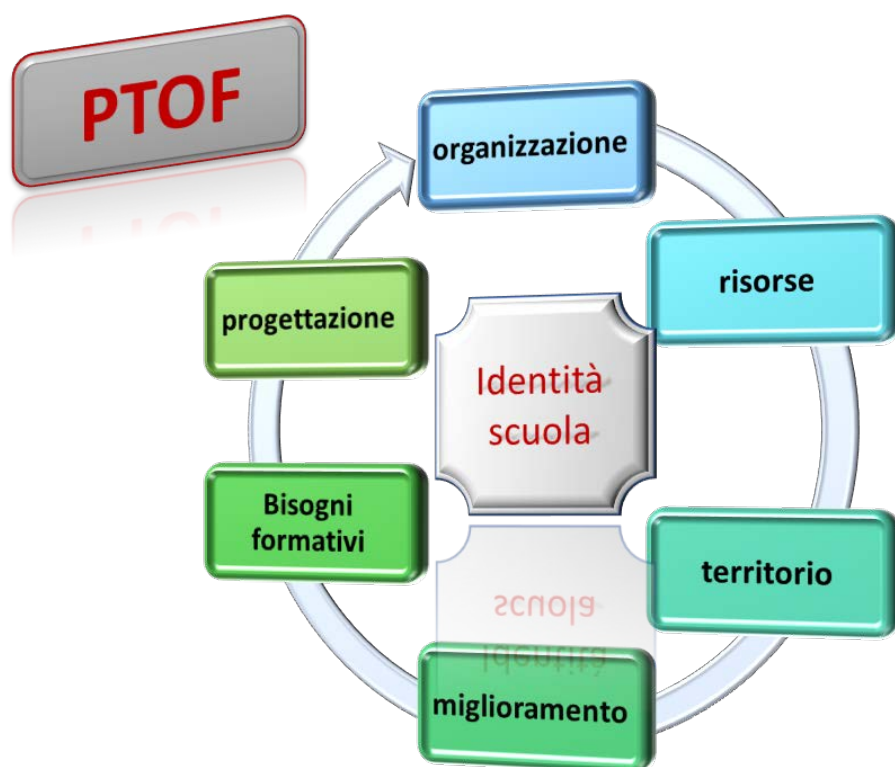 PTOF
organizzazione
risorse
progettazione
Identità
scuola
Bisogni
formativi
territorio
miglioramento